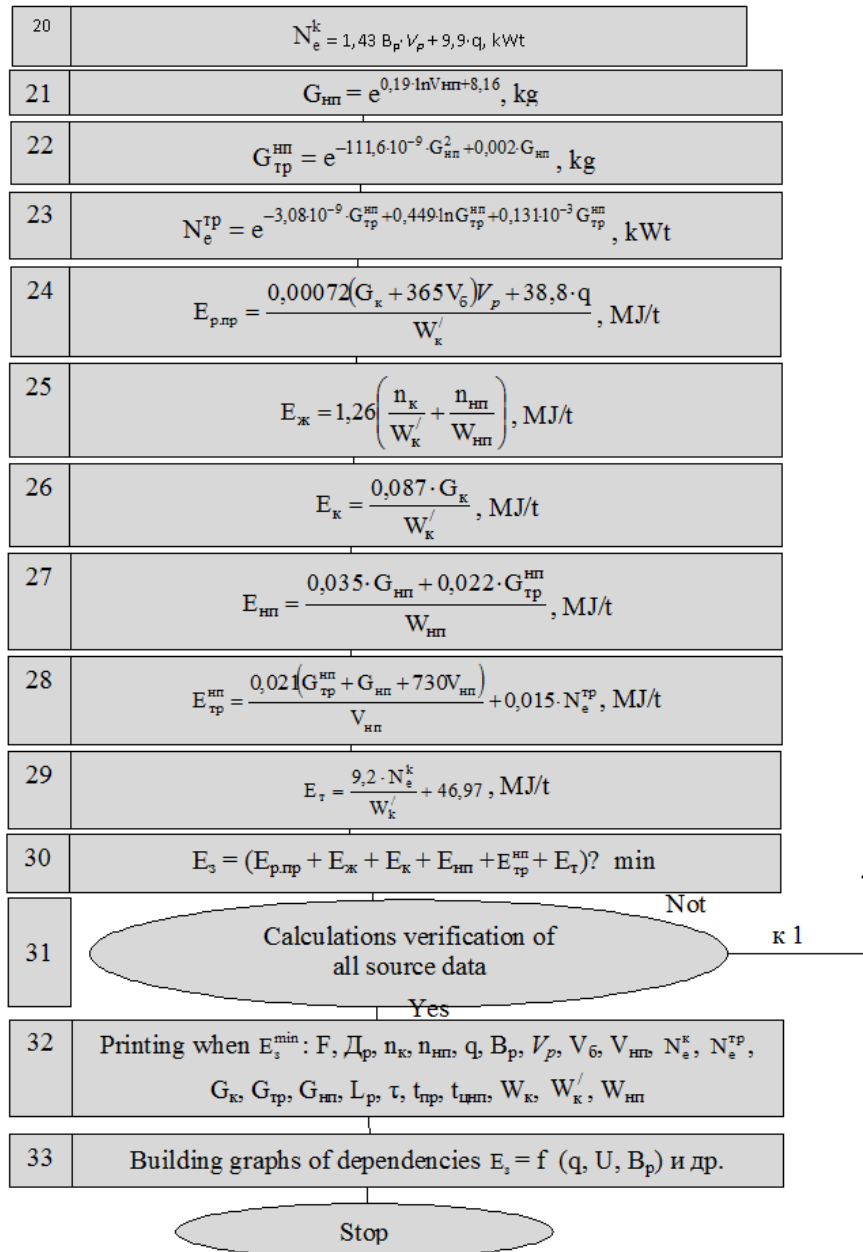 20 N_e^k = 1,43 B_p·V_p + 9,9·q, kWt
21 G_нп = e^{0,19·lnVнп+8,16}, kg
22 G_тр^нп = e^{−111,6·10^{−9}·G_нп^2+0,002·G_нп}, kg
23 N_e^тр = e^{−3,08·10^{−9}·G_тр^нп+0,449·lnG_тр^нп+0,131·10^{−3}G_тр^нп}, kWt
24 E_р.пр = 0,00072(G_к + 365V_б)V_p + 38,8·q / W_к^/, MJ/t
25 E_ж = 1,26(n_к / W_к^/ + n_нп / W_нп), MJ/t
26 E_к = 0,087·G_к / W_к^/, MJ/t
27 E_нп = 0,035·G_нп + 0,022·G_тр^нп / W_нп, MJ/t
28 E_тр^нп = 0,021(G_тр^нп + G_нп + 730V_нп) / V_нп + 0,015·N_e^тр, MJ/t
29 E_т = 9,2·N_e^k / W_k^/ + 46,97, MJ/t
30 E_з = (E_р.пр + E_ж + E_к + E_нп + E_тр^нп + E_т)? min
Not
31 Calculations verification of
all source data
к 1
Yes
32 Printing when E_з^min: F, Д_р, n_к, n_нп, q, B_р, V_p, V_б, V_нп, N_e^к, N_e^тр,
G_к, G_тр, G_нп, L_р, τ, t_пр, t_цнп, W_к, W_к^/, W_нп
33 Building graphs of dependencies E_з = f (q, U, B_р) и др.
Stop